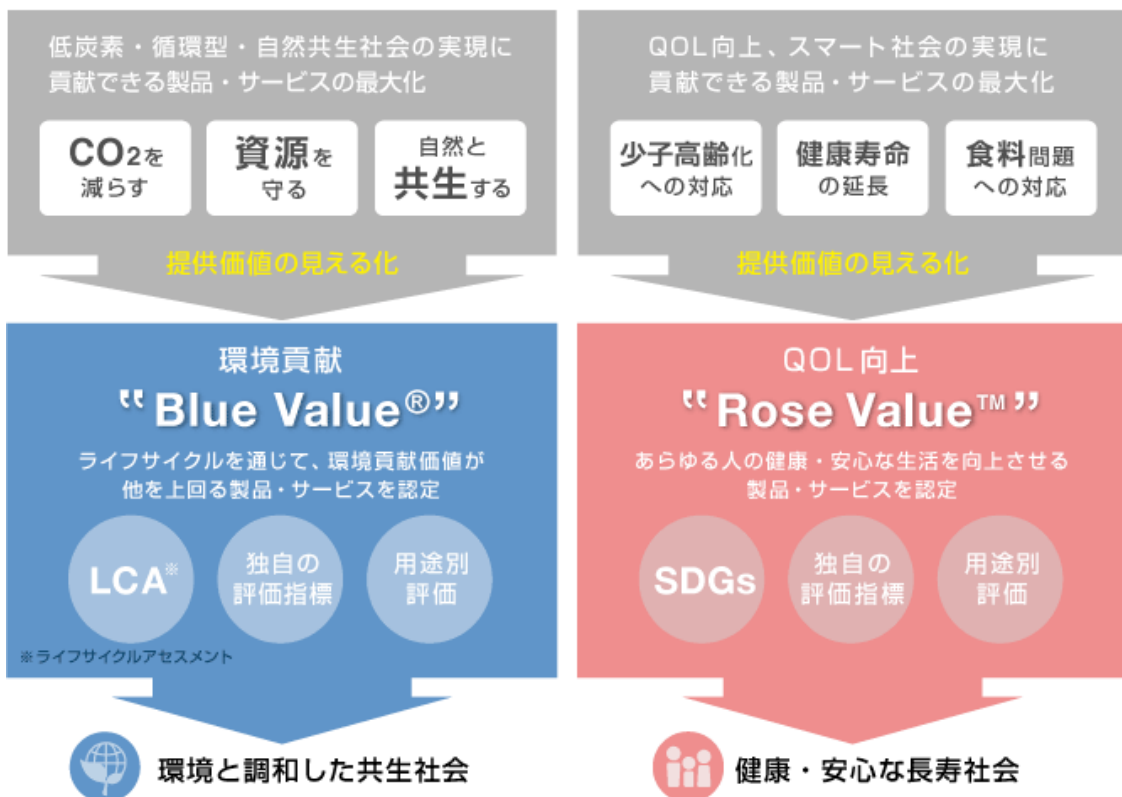 低炭素・循環型・自然共生社会の実現に
貢献できる製品・サービスの最大化
CO2を
減らす
資源を
守る
自然と
共生する
提供価値の見える化
環境貢献
“Blue Value®”
ライフサイクルを通じて、環境貢献価値が
他を上回る製品・サービスを認定
LCA※
独自の
評価指標
用途別
評価
※ライフサイクルアセスメント
環境と調和した共生社会
QOL向上、スマート社会の実現に
貢献できる製品・サービスの最大化
少子高齢化
への対応
健康寿命
の延長
食料問題
への対応
提供価値の見える化
QOL向上
“Rose Value™”
あらゆる人の健康・安心な生活を向上させる
製品・サービスを認定
SDGs
独自の
評価指標
用途別
評価
健康・安心な長寿社会